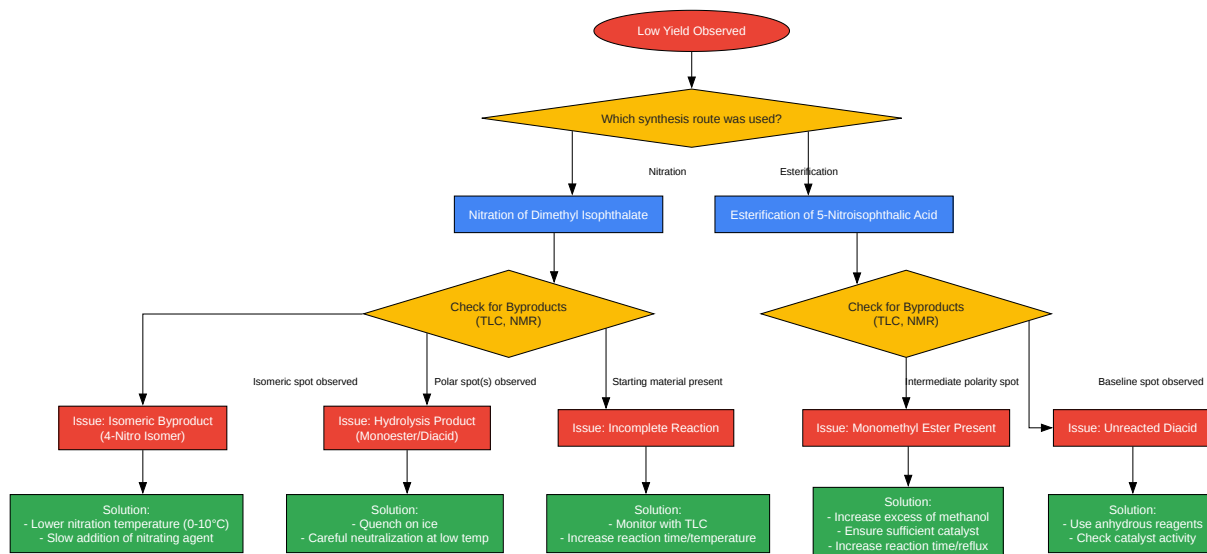 Low Yield Observed
Which synthesis route was used?
Nitration
Esterification
Nitration of Dimethyl Isophthalate
Esterification of 5-Nitroisophthalic Acid
Check for Byproducts
(TLC, NMR)
Check for Byproducts
(TLC, NMR)
Isomeric spot observed
Polar spot(s) observed
Starting material present
Intermediate polarity spot
Baseline spot observed
Issue: Isomeric Byproduct
(4-Nitro Isomer)
Issue: Hydrolysis Product
(Monoester/Diacid)
Issue: Incomplete Reaction
Issue: Monomethyl Ester Present
Issue: Unreacted Diacid
Solution:
- Lower nitration temperature (0-10°C)
- Slow addition of nitrating agent
Solution:
- Quench on ice
- Careful neutralization at low temp
Solution:
- Monitor with TLC
- Increase reaction time/temperature
Solution:
- Increase excess of methanol
- Ensure sufficient catalyst
- Increase reaction time/reflux
Solution:
- Use anhydrous reagents
- Check catalyst activity